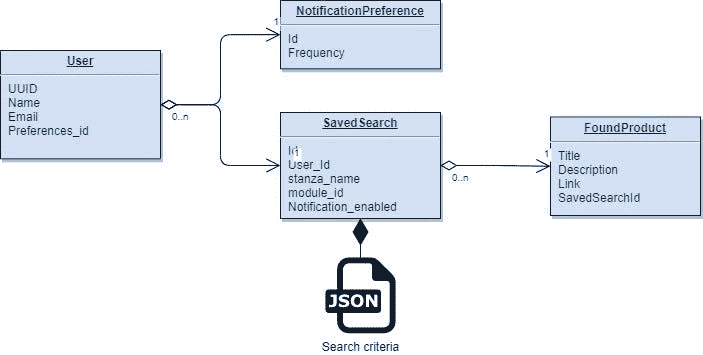 User
UUID
Name
Email
Preferences_id
0..n
1
NotificationPreference
Id
Frequency
SavedSearch
Id
1
User_Id
stanza_name
module_id
Notification_enabled
0..n
1
FoundProduct
Title
Description
Link
SavedSearchId
JSON
Search criteria